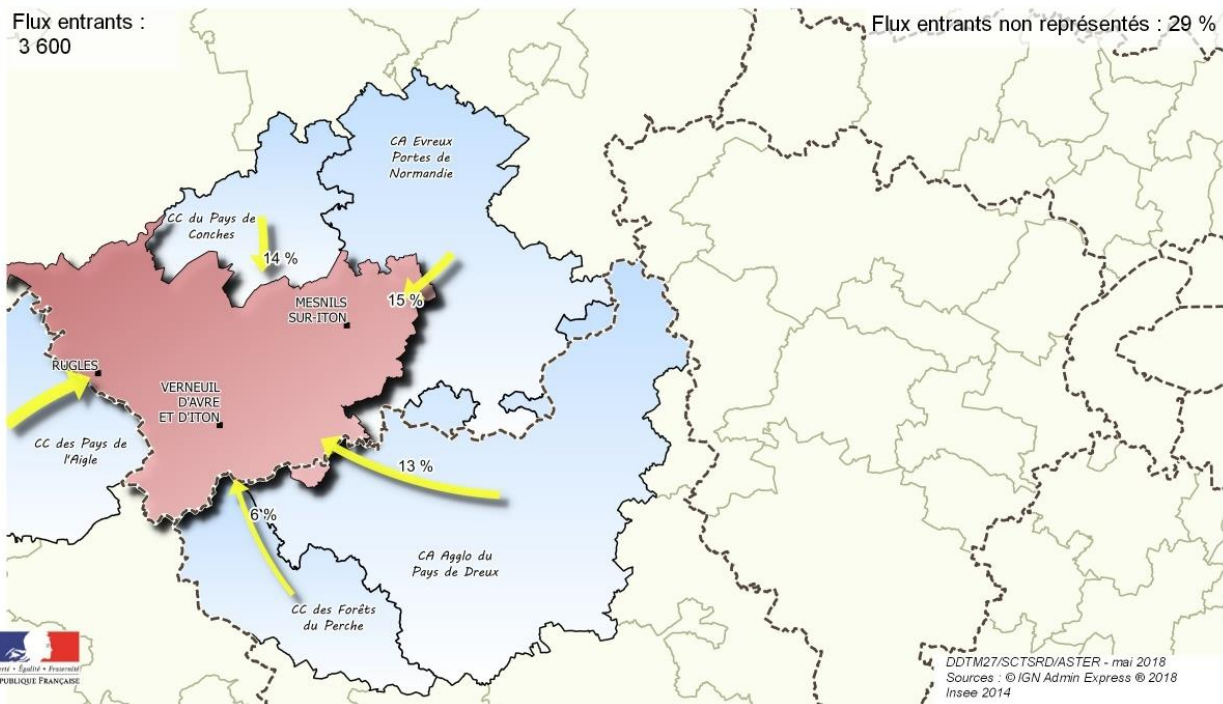 Flux entrants :
3 600
Flux entrants non représentés : 29 %
CA Evreux
Portes de
Normandie
CC du Pays de
Conches
14 %
15 %
MESNILS
SUR-ITON
RUGLES
VERNEUIL
D'AVRE
ET D'ITON
CC des Pays de
l'Aigle
13 %
6 %
CA Agglo du
Pays de Dreux
CC des Forêts
du Perche
Égalité • Fraternité
RÉPUBLIQUE FRANÇAISE
DDTM27/SCTSRD/ASTER - mai 2018
Sources : © IGN Admin Express ® 2018
Insee 2014